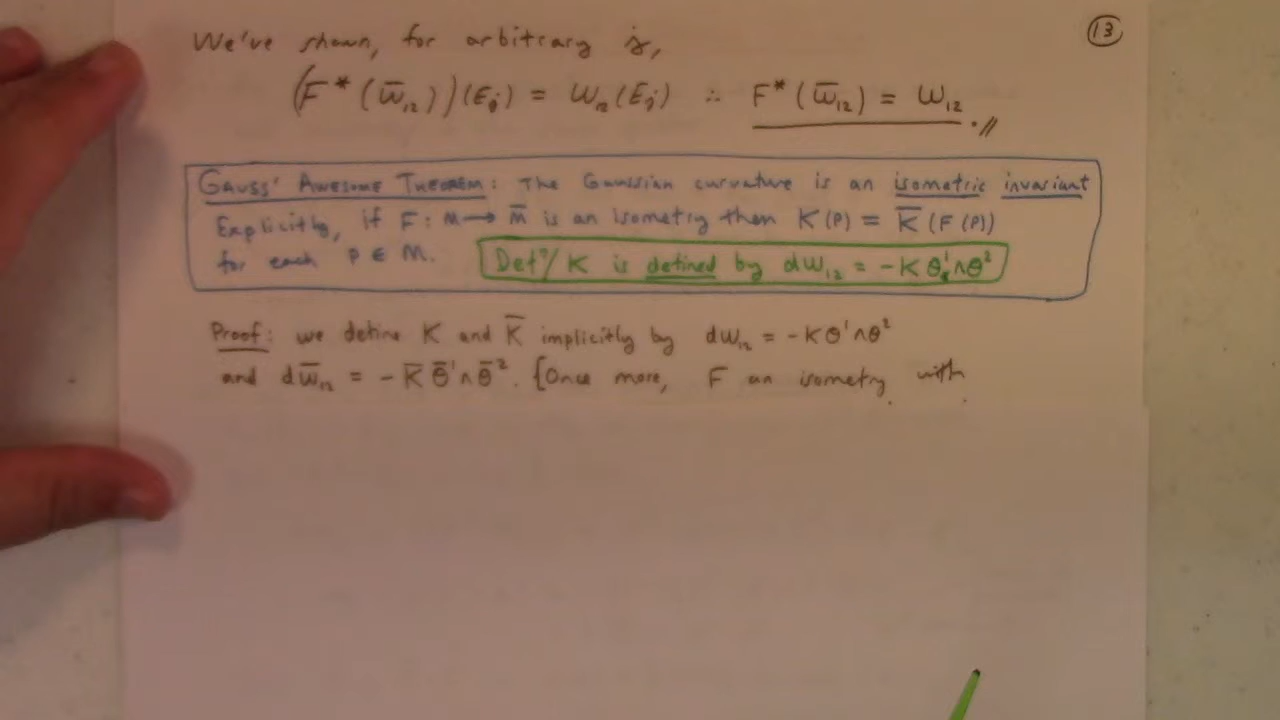 13
We've shown, for arbitrary j,
(F*(ω̄₁₂))(Eⱼ) = ω₁₂(Eⱼ) ∴ F*(ω̄₁₂) = ω₁₂ .//
Gauss' Awesome Theorem: The Gaussian curvature is an isometric invariant
Explicitly, if F: M → M̄ is an isometry then K(p) = K̄(F(p))
for each p ∈ M. Defⁿ/ K is defined by dω₁₂ = -K θ¹∧θ²
Proof: we define K and K̄ implicitly by dω₁₂ = -Kθ¹∧θ²
and dω̄₁₂ = -K̄ θ̄¹∧θ̄². {Once more, F an isometry with